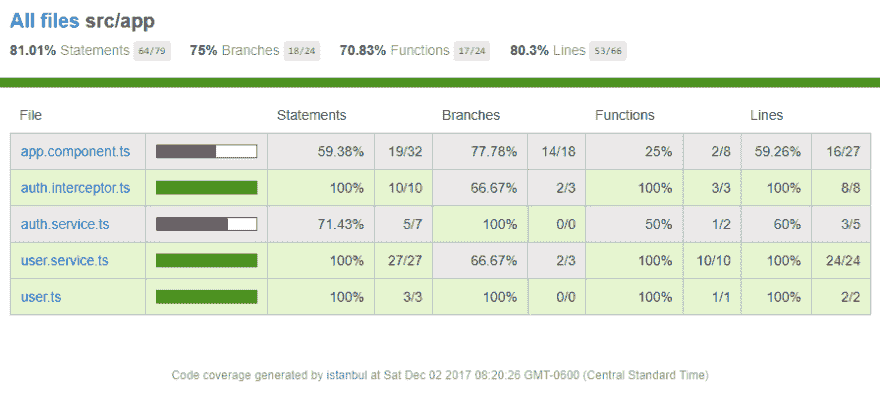 All files src/app
81.01% Statements 64/79 75% Branches 18/24 70.83% Functions 17/24 80.3% Lines 53/66
File Statements Branches Functions Lines
app.component.ts 59.38% 19/32 77.78% 14/18 25% 2/8 59.26% 16/27
auth.interceptor.ts 100% 10/10 66.67% 2/3 100% 3/3 100% 8/8
auth.service.ts 71.43% 5/7 100% 0/0 50% 1/2 60% 3/5
user.service.ts 100% 27/27 66.67% 2/3 100% 10/10 100% 24/24
user.ts 100% 3/3 100% 0/0 100% 1/1 100% 2/2
Code coverage generated by istanbul at Sat Dec 02 2017 08:20:26 GMT-0600 (Central Standard Time)